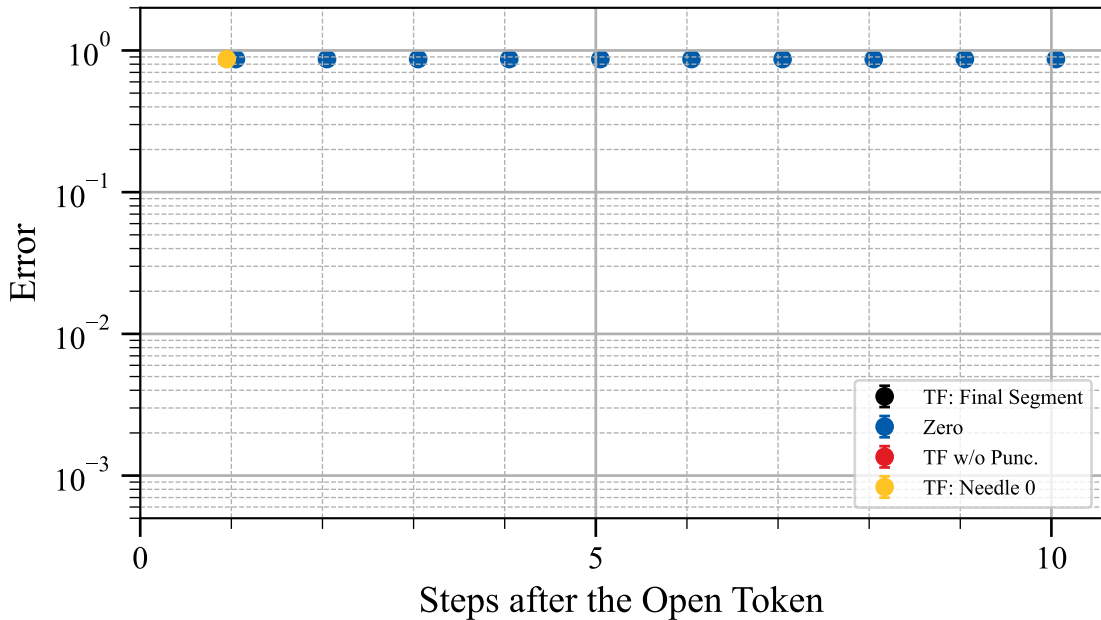 10^0
10^−1
10^−2
10^−3
Error
TF: Final Segment
Zero
TF w/o Punc.
TF: Needle 0
0
5
10
Steps after the Open Token